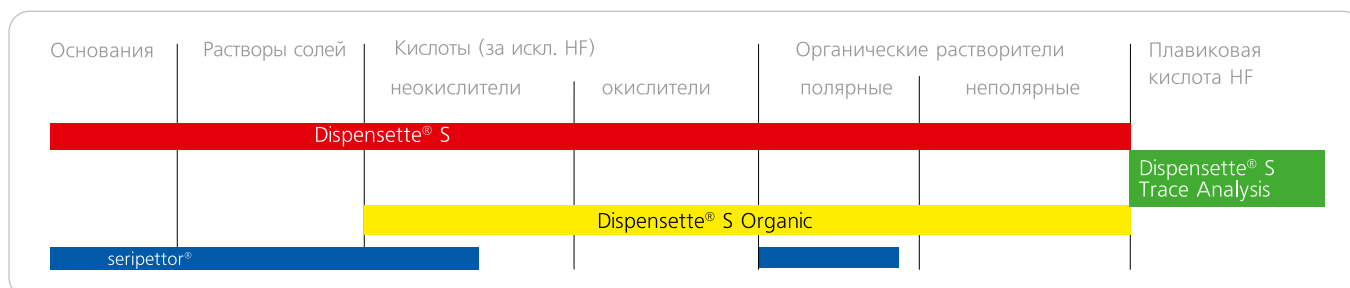 Основания
Растворы солей
Кислоты (за искл. HF)
Органические растворители
Плавиковая
кислота HF
неокислители
окислители
полярные
неполярные
Dispensette® S
Dispensette® S
Trace Analysis
Dispensette® S Organic
seripettor®